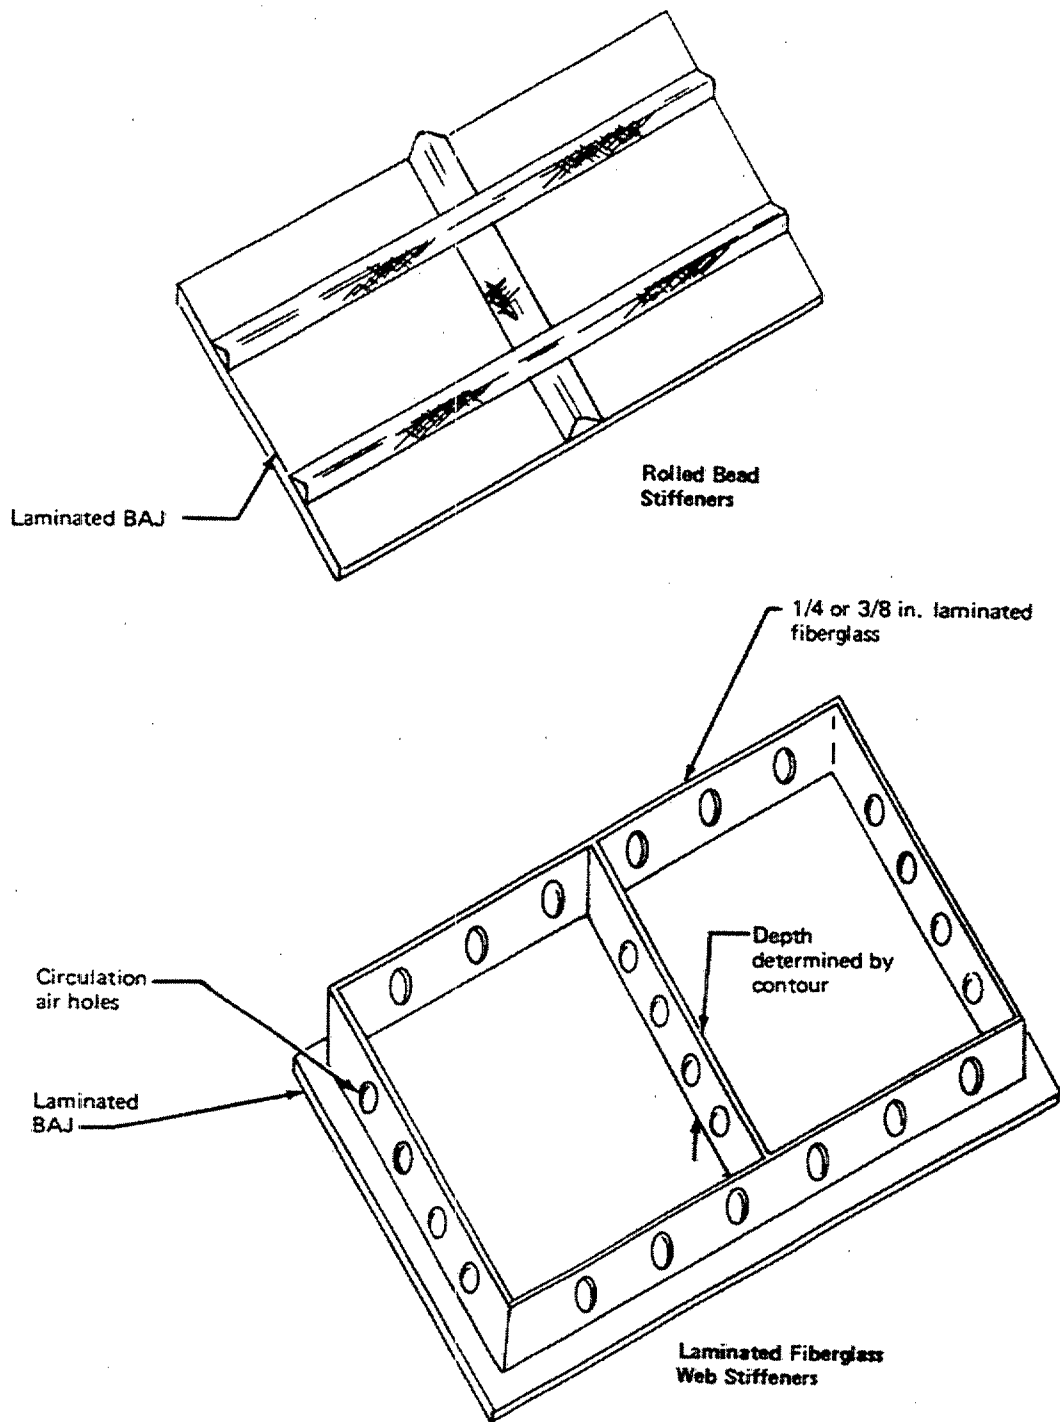 Rolled Bead
Stiffeners
Laminated BAJ
1/4 or 3/8 in. laminated
fiberglass
Depth
determined by
contour
Circulation
air holes
Laminated
BAJ
Laminated Fiberglass
Web Stiffeners